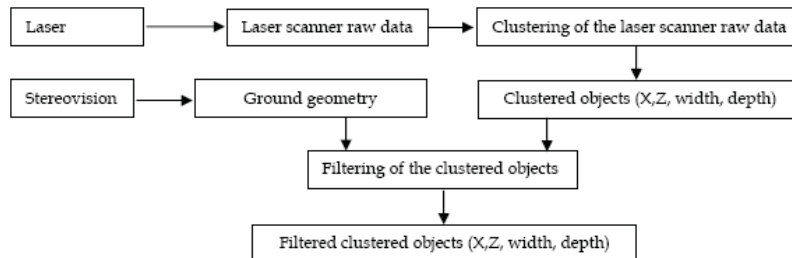 Laser
Laser scanner raw data
Clustering of the laser scanner raw data
Stereovision
Ground geometry
Clustered objects (X,Z, width, depth)
Filtering of the clustered objects
Filtered clustered objects (X,Z, width, depth)